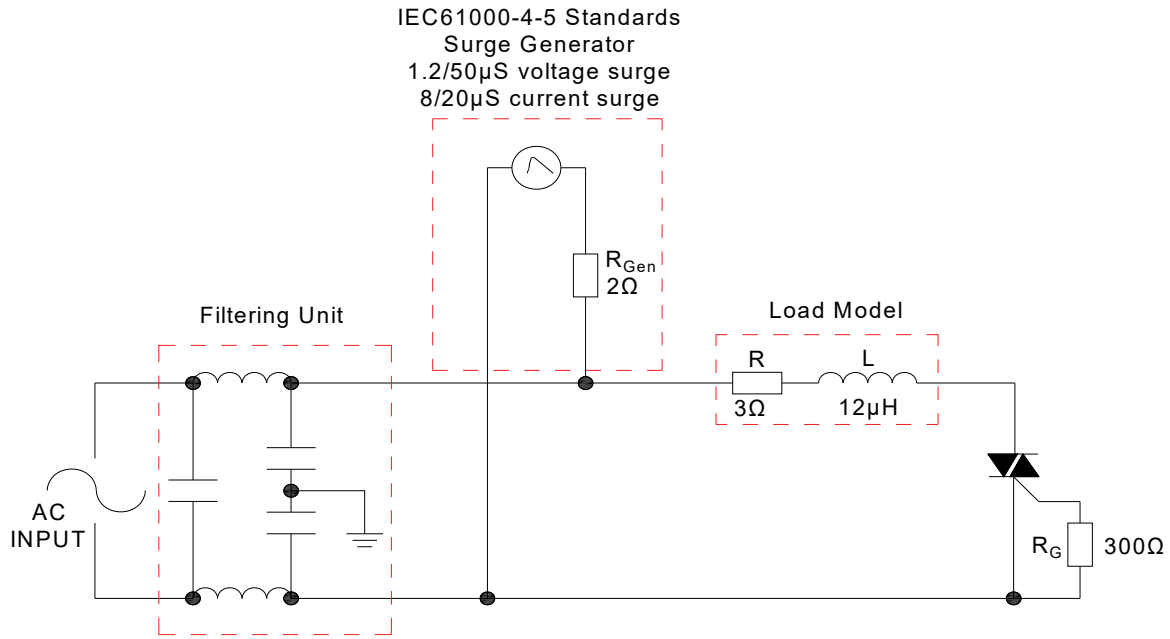 IEC61000-4-5 Standards
Surge Generator
1.2/50µS voltage surge
8/20µS current surge
RGen
2Ω
Filtering Unit
Load Model
R
L
3Ω
12µH
AC
INPUT
RG
300Ω